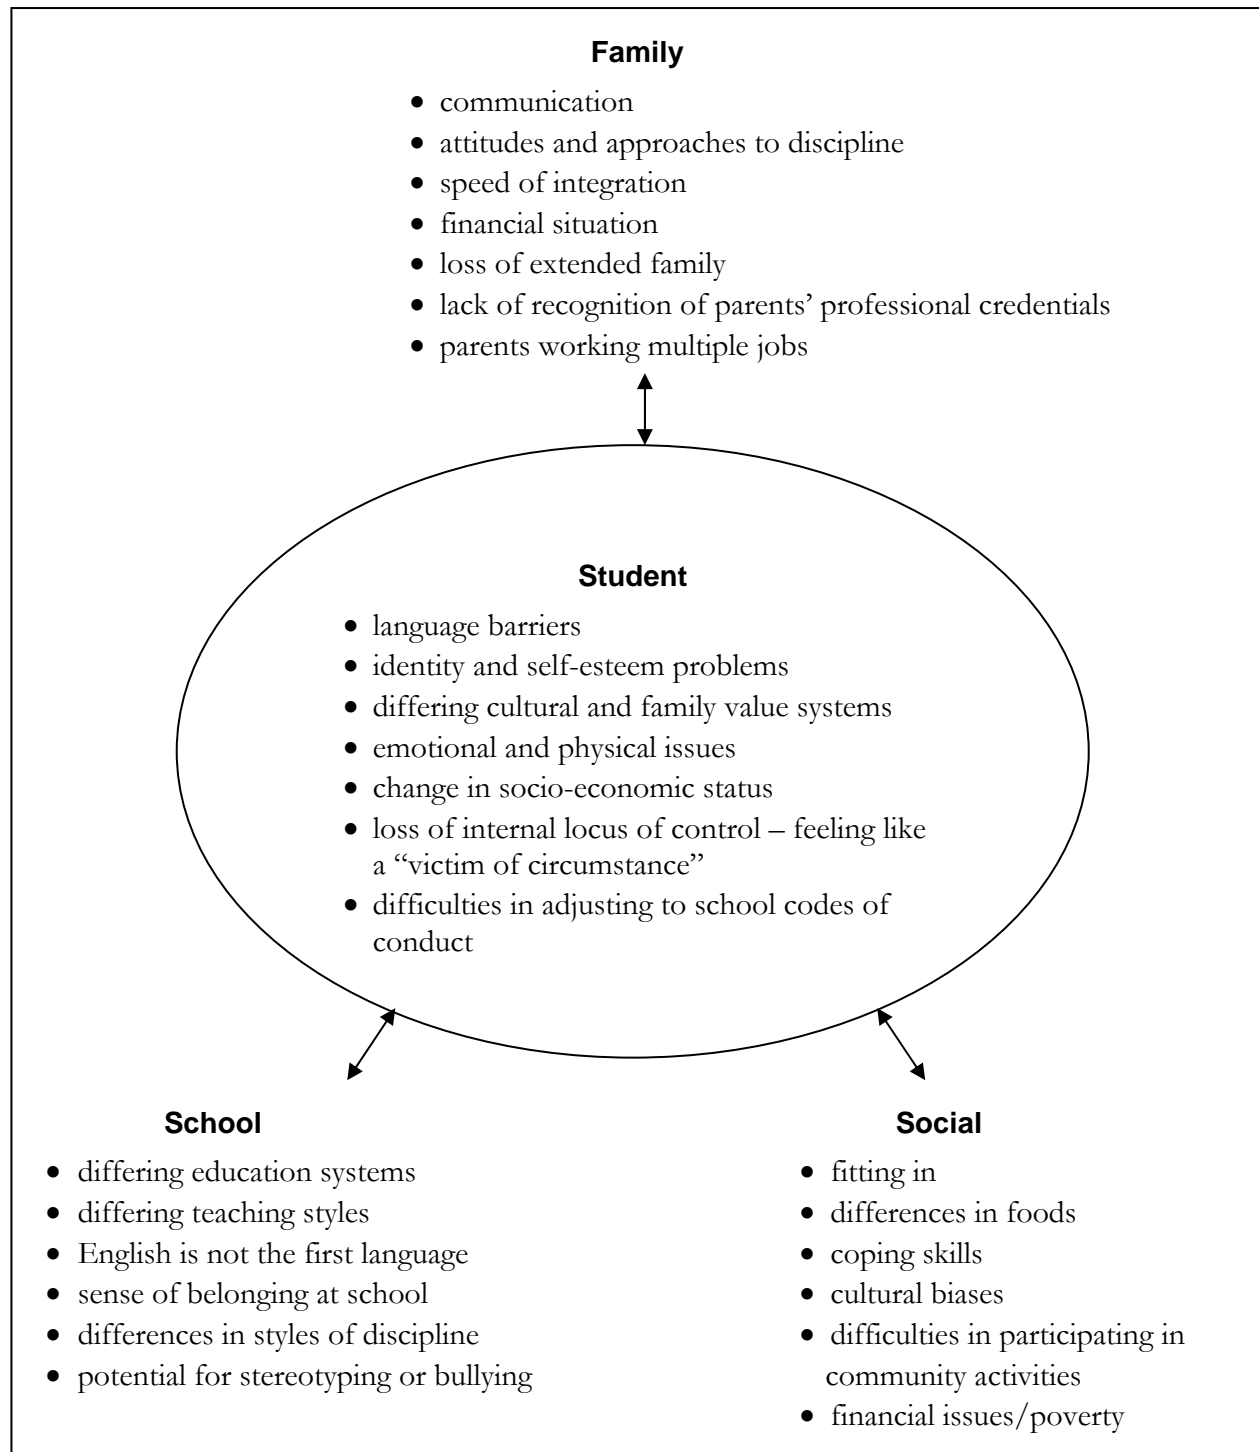 Family
• communication
• attitudes and approaches to discipline
• speed of integration
• financial situation
• loss of extended family
• lack of recognition of parents’ professional credentials
• parents working multiple jobs
Student
• language barriers
• identity and self-esteem problems
• differing cultural and family value systems
• emotional and physical issues
• change in socio-economic status
• loss of internal locus of control – feeling like
a “victim of circumstance”
• difficulties in adjusting to school codes of
conduct
School
• differing education systems
• differing teaching styles
• English is not the first language
• sense of belonging at school
• differences in styles of discipline
• potential for stereotyping or bullying
Social
• fitting in
• differences in foods
• coping skills
• cultural biases
• difficulties in participating in
community activities
• financial issues/poverty